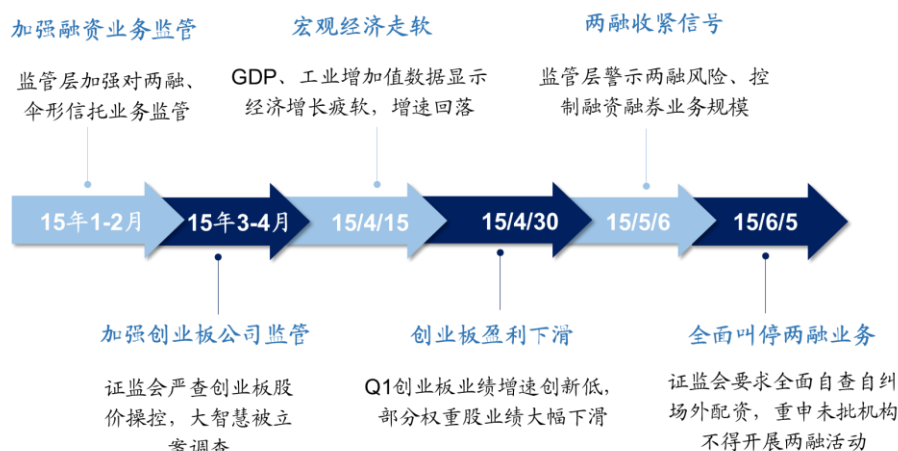 加强融资业务监管
监管层加强对两融、
伞形信托业务监管
宏观经济走软
GDP、工业增加值数据显示
经济增长疲软，增速回落
两融收紧信号
监管层警示两融风险、控
制融资融券业务规模
15年1-2月
15年3-4月
15/4/15
15/4/30
15/5/6
15/6/5
加强创业板公司监管
证监会严查创业板股
价操控，大智慧被立
案调查
创业板盈利下滑
Q1创业板业绩增速创新低，
部分权重股业绩大幅下滑
全面叫停两融业务
证监会要求全面自查自纠
场外配资，重申未批机构
不得开展两融活动